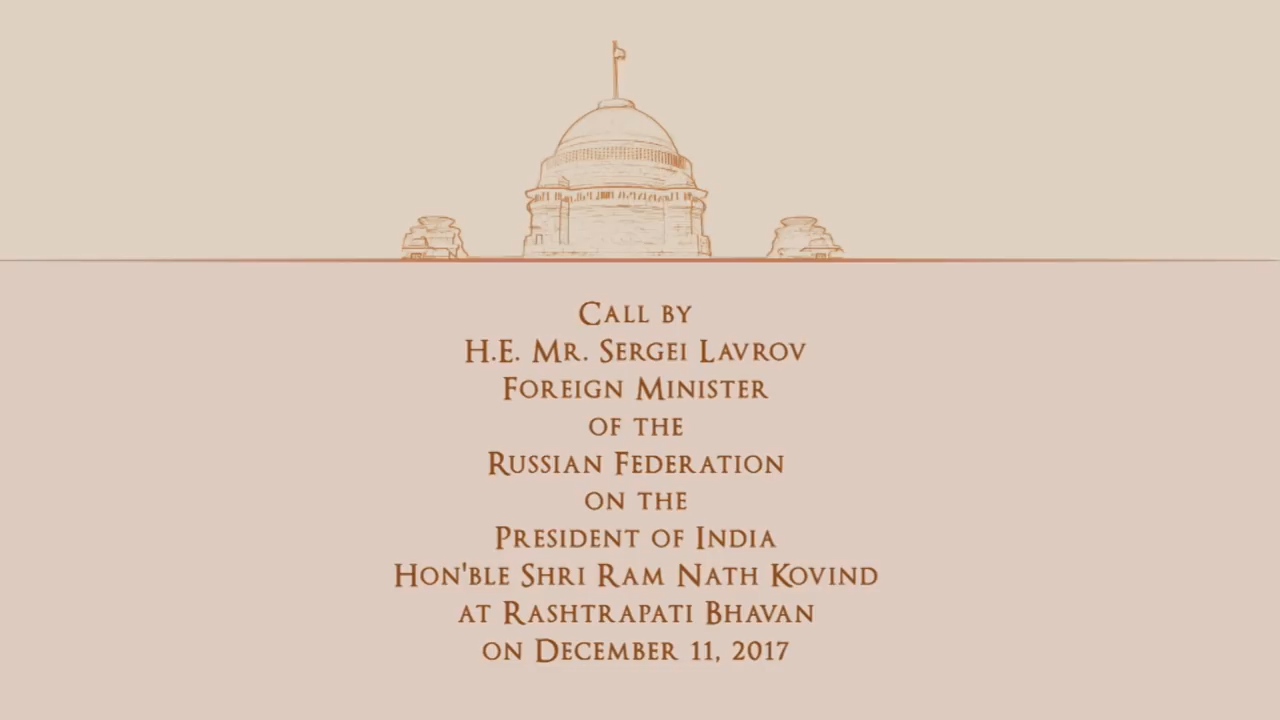 Call by
H.E. Mr. Sergei Lavrov
Foreign Minister
of the
Russian Federation
on the
President of India
Hon'ble Shri Ram Nath Kovind
at Rashtrapati Bhavan
on December 11, 2017